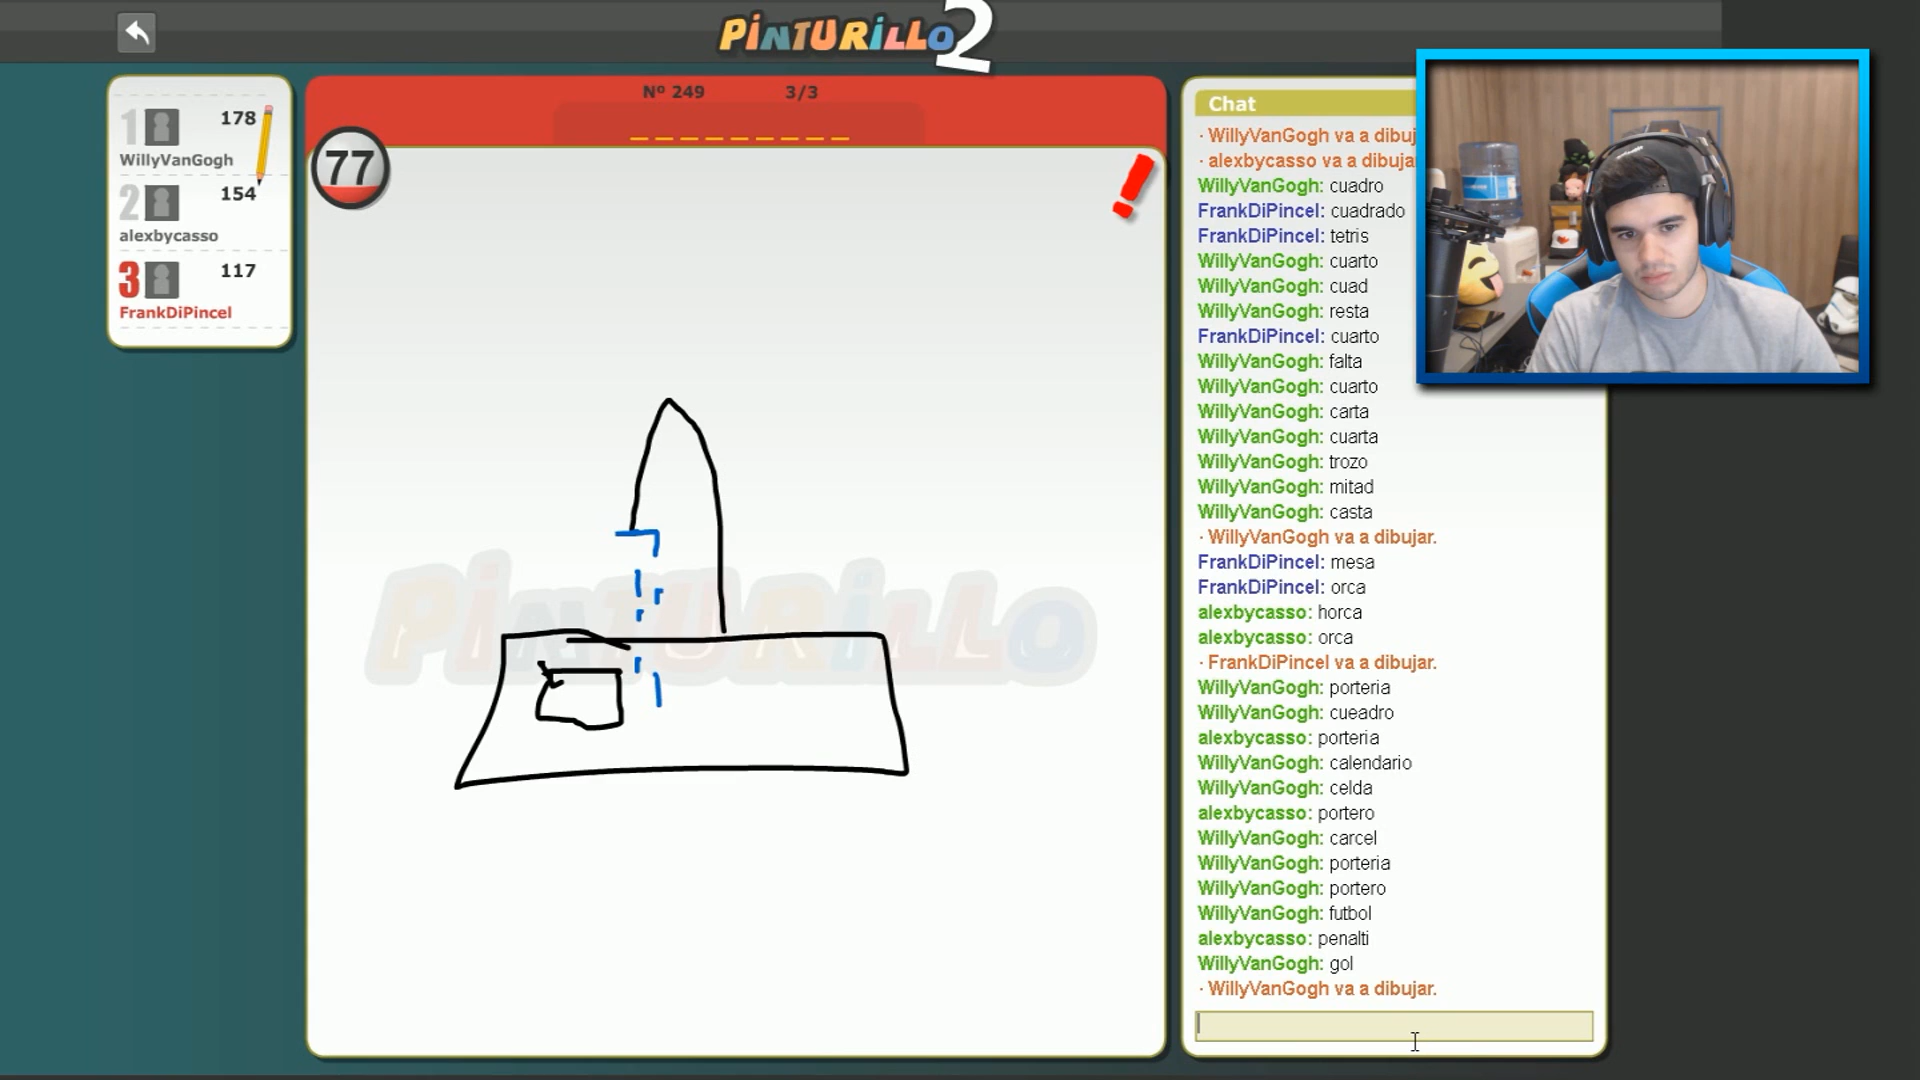 PINTURILLO 2
Nº 249 3/3
_ _ _ _ _ _ _ _ _
77
1 178
WillyVanGogh
2 154
alexbycasso
3 117
FrankDiPincel
PINTURILLO
Chat
· WillyVanGogh va a dibuj
· alexbycasso va a dibujar
WillyVanGogh: cuadro
FrankDiPincel: cuadrado
FrankDiPincel: tetris
WillyVanGogh: cuarto
WillyVanGogh: cuad
WillyVanGogh: resta
FrankDiPincel: cuarto
WillyVanGogh: falta
WillyVanGogh: cuarto
WillyVanGogh: carta
WillyVanGogh: cuarta
WillyVanGogh: trozo
WillyVanGogh: mitad
WillyVanGogh: casta
· WillyVanGogh va a dibujar.
FrankDiPincel: mesa
FrankDiPincel: orca
alexbycasso: horca
alexbycasso: orca
· FrankDiPincel va a dibujar.
WillyVanGogh: porteria
WillyVanGogh: cueadro
alexbycasso: porteria
WillyVanGogh: calendario
WillyVanGogh: celda
alexbycasso: portero
WillyVanGogh: carcel
WillyVanGogh: porteria
WillyVanGogh: portero
WillyVanGogh: futbol
alexbycasso: penalti
WillyVanGogh: gol
· WillyVanGogh va a dibujar.